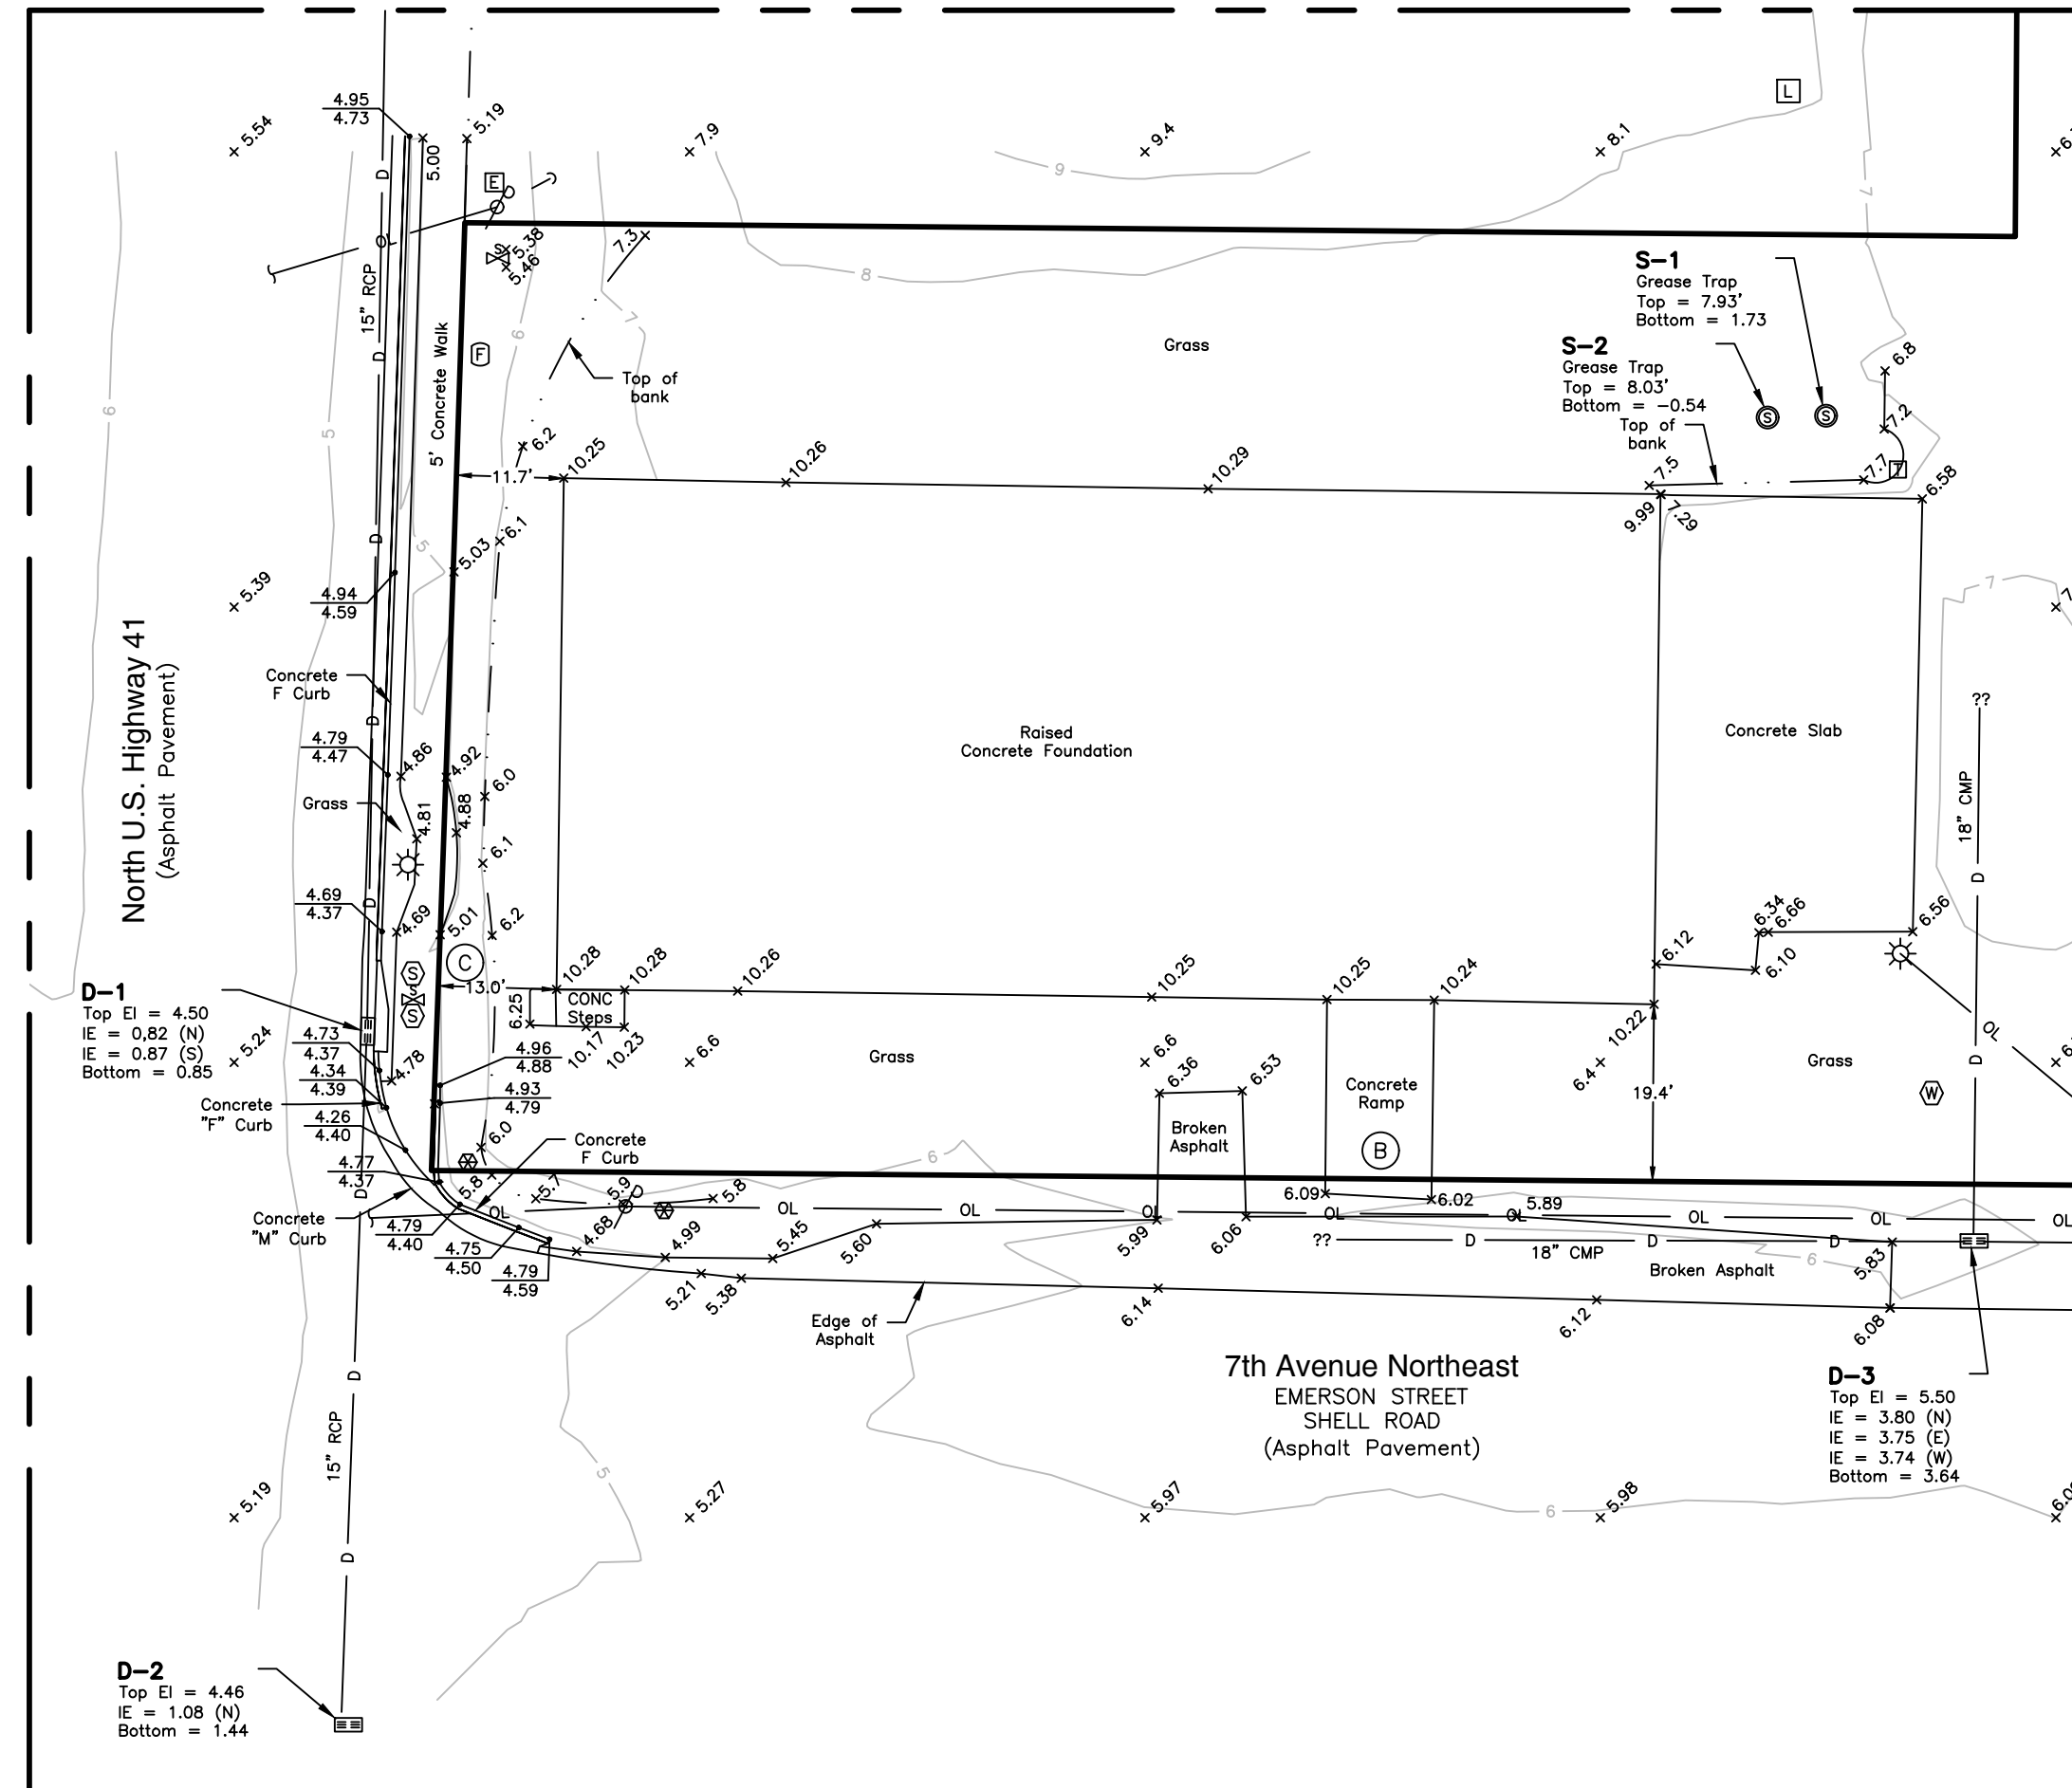 4.95
4.73
5.54
5.00
5.19
7.9
9.4
8.1
L
9
7
E
D
OL
5.38
S
5.46
7.3
8
15" RCP
D
D
5' Concrete Walk
F
6
7
Top of
bank
Grass
S-1
Grease Trap
Top = 7.93'
Bottom = 1.73
S-2
Grease Trap
Top = 8.03'
Bottom = -0.54
Top of
bank
S
S
6.8
7.2
7.7
T
7.5
6.58
6
5
6.2
11.7'
10.25
10.26
10.29
9.99
7.29
D
5
5.03
6.1
5.39
4.94
4.59
7
North U.S. Highway 41
(Asphalt Pavement)
Concrete
F Curb
D
4.79
4.47
4.86
4.92
6.0
Grass
4.81
4.88
6.1
Raised
Concrete Foundation
Concrete Slab
??
18" CMP
D
4.69
4.37
D
4.69
5.01
6.2
C
S
S
S
13.0'
10.28
10.28
10.26
10.25
10.25
10.24
10.22
6.12
6.34
6.66
6.10
6.56
6.25
CONC
Steps
10.17
10.23
D-1
Top El = 4.50
IE = 0,82 (N)
IE = 0.87 (S)
Bottom = 0.85
5.24
4.73
4.37
4.34
4.39
4.78
4.96
4.88
4.93
4.79
6.6
Grass
6.6
6.36
6.53
Broken
Asphalt
Concrete
Ramp
B
6.4
19.4'
Grass
OL
D
W
Concrete
"F" Curb
4.26
4.40
6.0
Concrete
F Curb
4.77
4.37
D
5.8
5.7
5.9
D
5.8
6
6.09
6.02
5.89
OL
OL
OL
OL
OL
OL
OL
OL
OL
Concrete
"M" Curb
4.79
4.40
4.75
4.50
4.79
4.59
4.68
4.99
5.45
5.60
5.99
6.06
??
D
18" CMP
D
D
6
5.83
Broken Asphalt
5.21
5.38
Edge of
Asphalt
6.14
6.12
6.08
7th Avenue Northeast
EMERSON STREET
SHELL ROAD
(Asphalt Pavement)
D-3
Top El = 5.50
IE = 3.80 (N)
IE = 3.75 (E)
IE = 3.74 (W)
Bottom = 3.64
D
15" RCP
D
5
5.19
5.27
5.97
6
5.98
D-2
Top El = 4.46
IE = 1.08 (N)
Bottom = 1.44